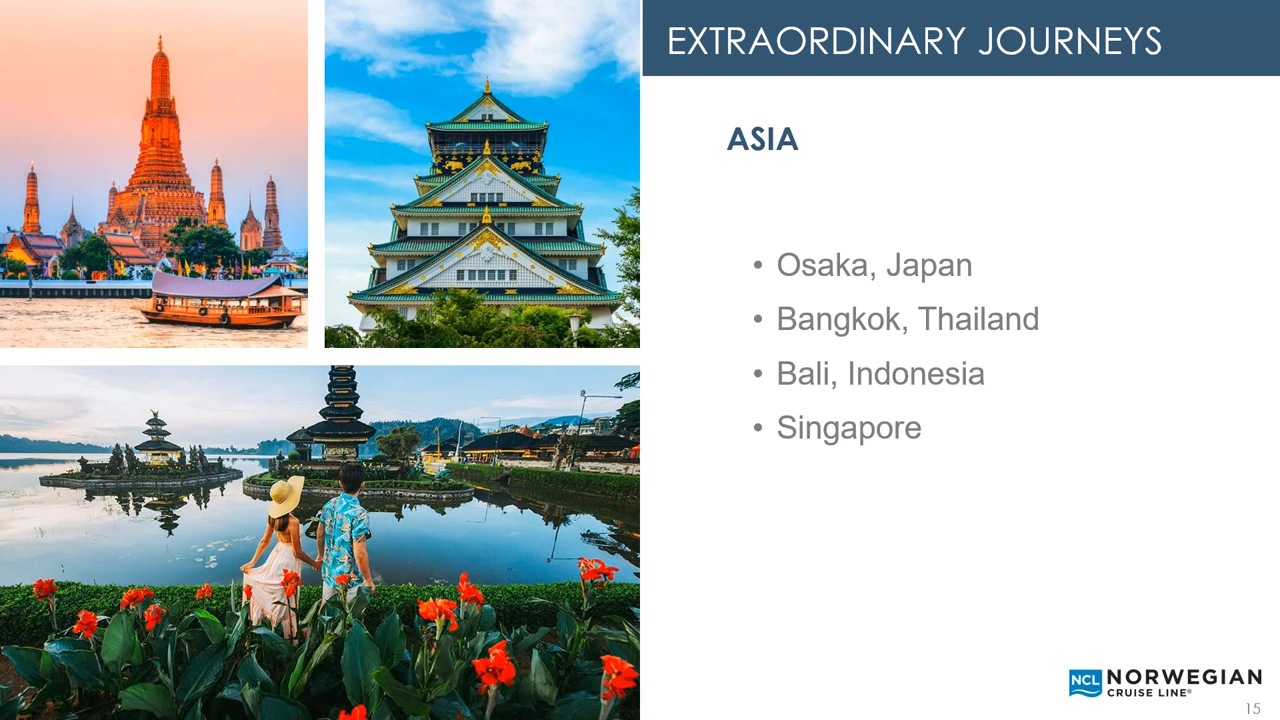 EXTRAORDINARY JOURNEYS
ASIA
• Osaka, Japan
• Bangkok, Thailand
• Bali, Indonesia
• Singapore
NCL NORWEGIAN
CRUISE LINE®
15